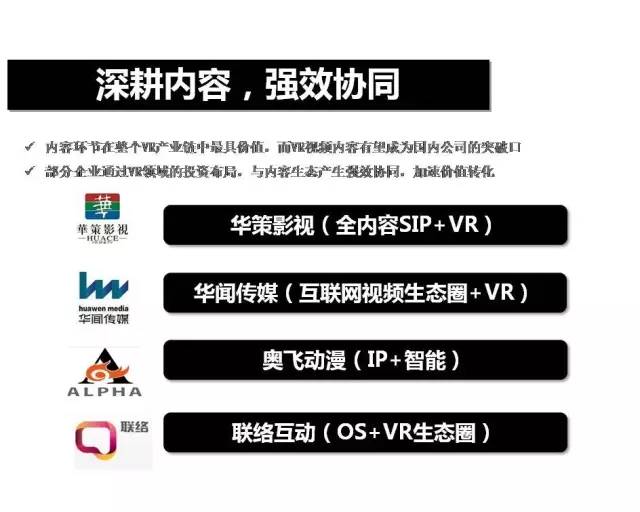 深耕内容，强效协同
✓ 内容环节在整个VR产业链中最具价值，而VR视频内容有望成为国内公司的突破口
✓ 部分企业通过VR领域的投资布局，与内容生态产生强效协同，加速价值转化
華
華策影視
HUACE
华策影视（全内容SIP+VR）
huawen media
华闻传媒
华闻传媒（互联网视频生态圈+VR）
ALPHA
奥飞动漫（IP+智能）
联络
联络互动（OS+VR生态圈）